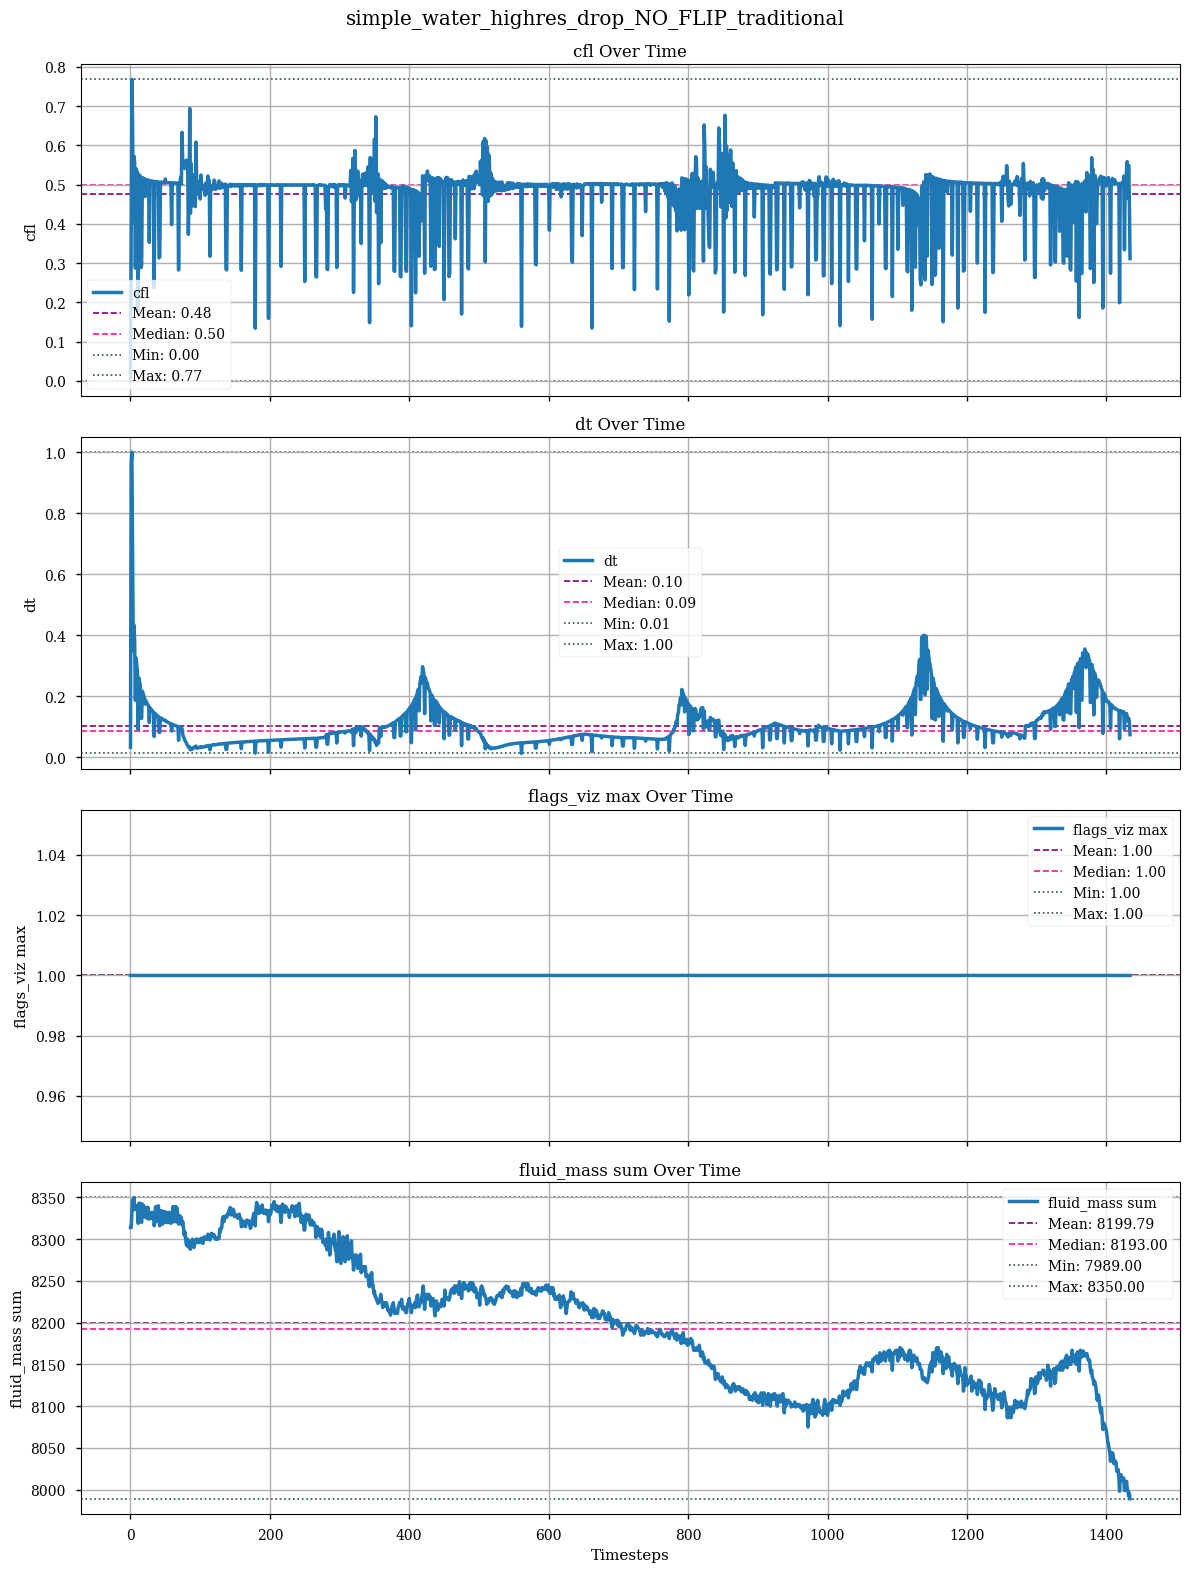 simple_water_highres_drop_NO_FLIP_traditional
cfl Over Time
0.8
0.7
0.6
0.5
0.4
0.3
0.2
0.1
0.0
cfl
cfl
Mean: 0.48
Median: 0.50
Min: 0.00
Max: 0.77
dt Over Time
1.0
0.8
0.6
0.4
0.2
0.0
dt
dt
Mean: 0.10
Median: 0.09
Min: 0.01
Max: 1.00
flags_viz max Over Time
1.04
1.02
1.00
0.98
0.96
flags_viz max
flags_viz max
Mean: 1.00
Median: 1.00
Min: 1.00
Max: 1.00
fluid_mass sum Over Time
8350
8300
8250
8200
8150
8100
8050
8000
fluid_mass sum
fluid_mass sum
Mean: 8199.79
Median: 8193.00
Min: 7989.00
Max: 8350.00
0 200 400 600 800 1000 1200 1400
Timesteps